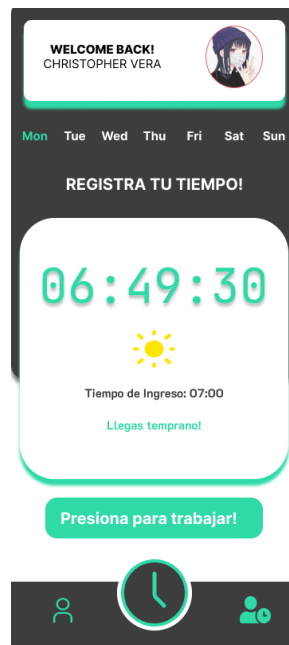 WELCOME BACK!
CHRISTOPHER VERA
Mon Tue Wed Thu Fri Sat Sun
REGISTRA TU TIEMPO!
06:49:30
Tiempo de Ingreso: 07:00
Llegas temprano!
Presiona para trabajar!